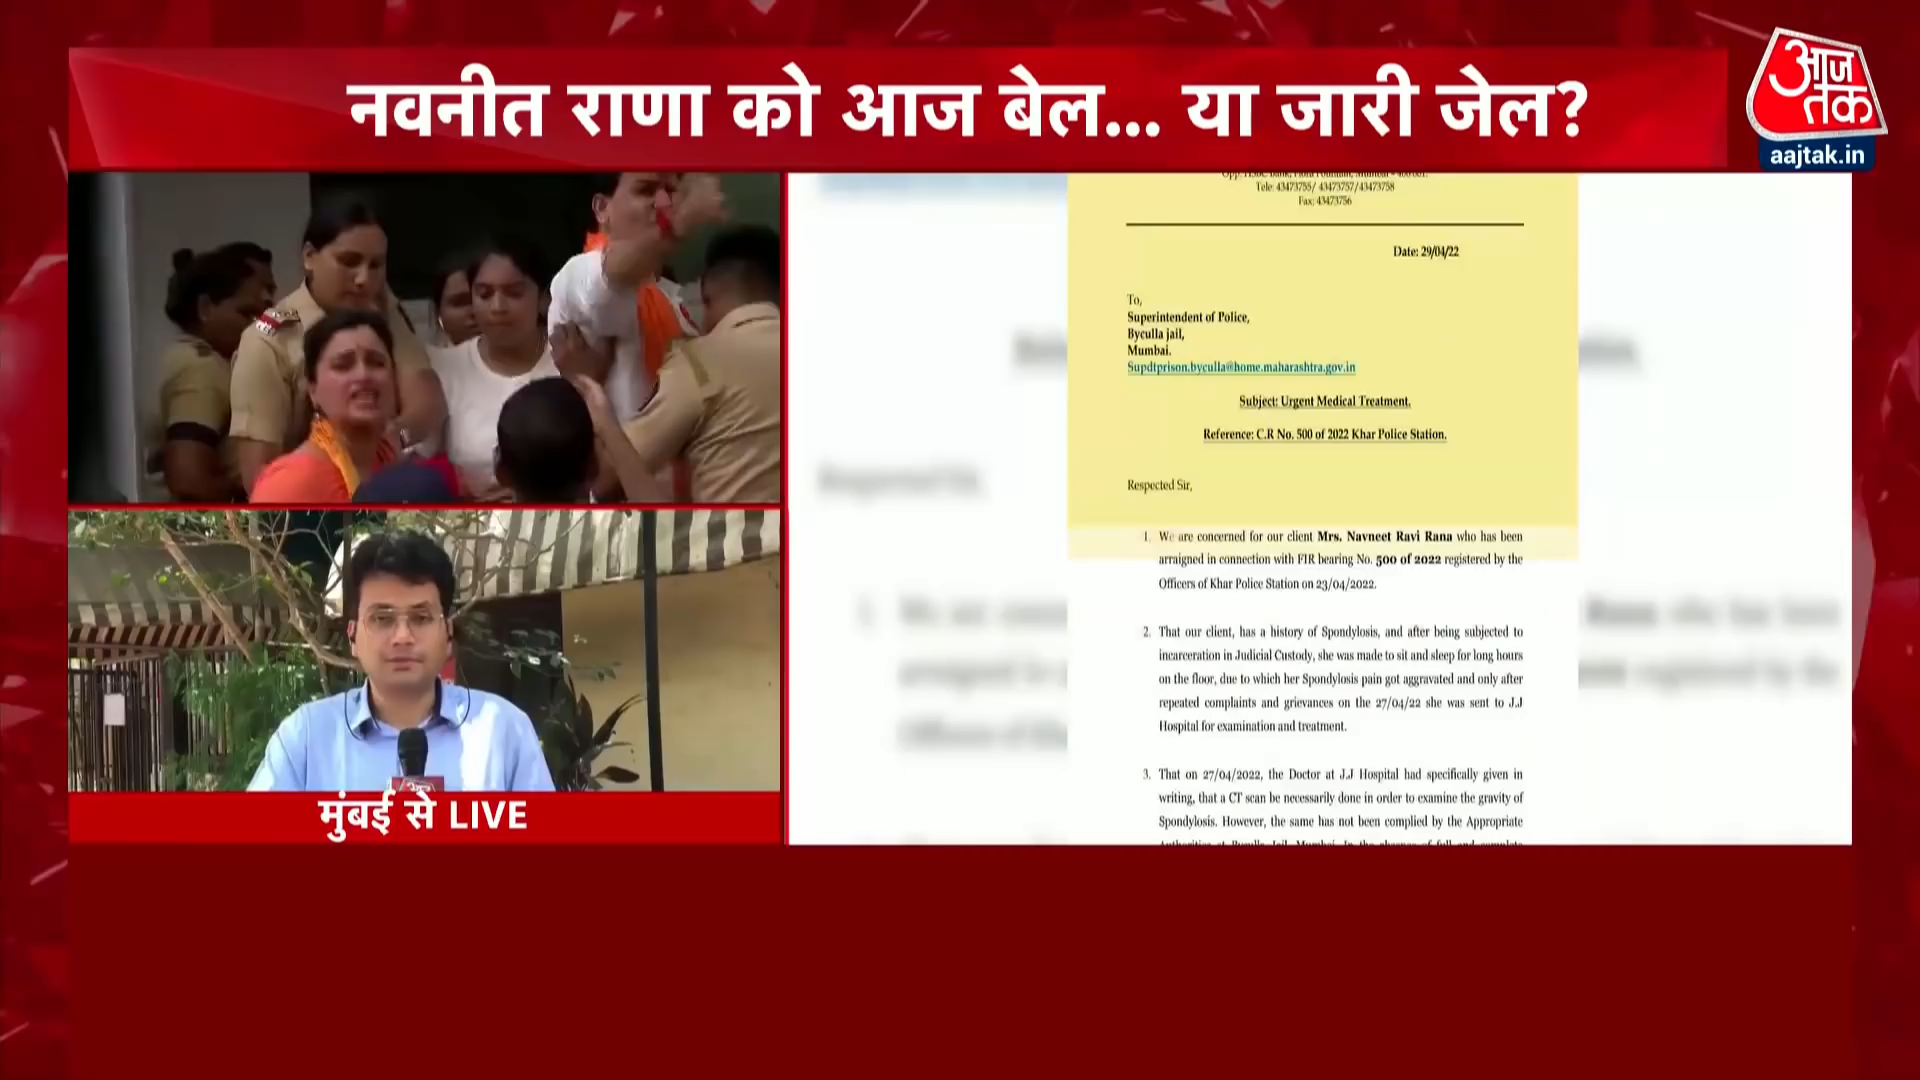 नवनीत राणा को आज बेल... या जारी जेल?
आज
तक
aajtak.in
Tele: 43473755/ 43473757/43473758
Fax: 43473756
Date: 29/04/22
To,
Superintendent of Police,
Byculla jail,
Mumbai.
Supdtprison.byculla@home.maharashtra.gov.in
Subject: Urgent Medical Treatment.
Reference: C.R No. 500 of 2022 Khar Police Station.
Respected Sir,
1. We are concerned for our client Mrs. Navneet Ravi Rana who has been
arraigned in connection with FIR bearing No. 500 of 2022 registered by the
Officers of Khar Police Station on 23/04/2022.
2. That our client, has a history of Spondylosis, and after being subjected to
incarceration in Judicial Custody, she was made to sit and sleep for long hours
on the floor, due to which her Spondylosis pain got aggravated and only after
repeated complaints and grievances on the 27/04/22 she was sent to J.J
Hospital for examination and treatment.
3. That on 27/04/2022, the Doctor at J.J Hospital had specifically given in
writing, that a CT scan be necessarily done in order to examine the gravity of
Spondylosis. However, the same has not been complied by the Appropriate
मुंबई से LIVE